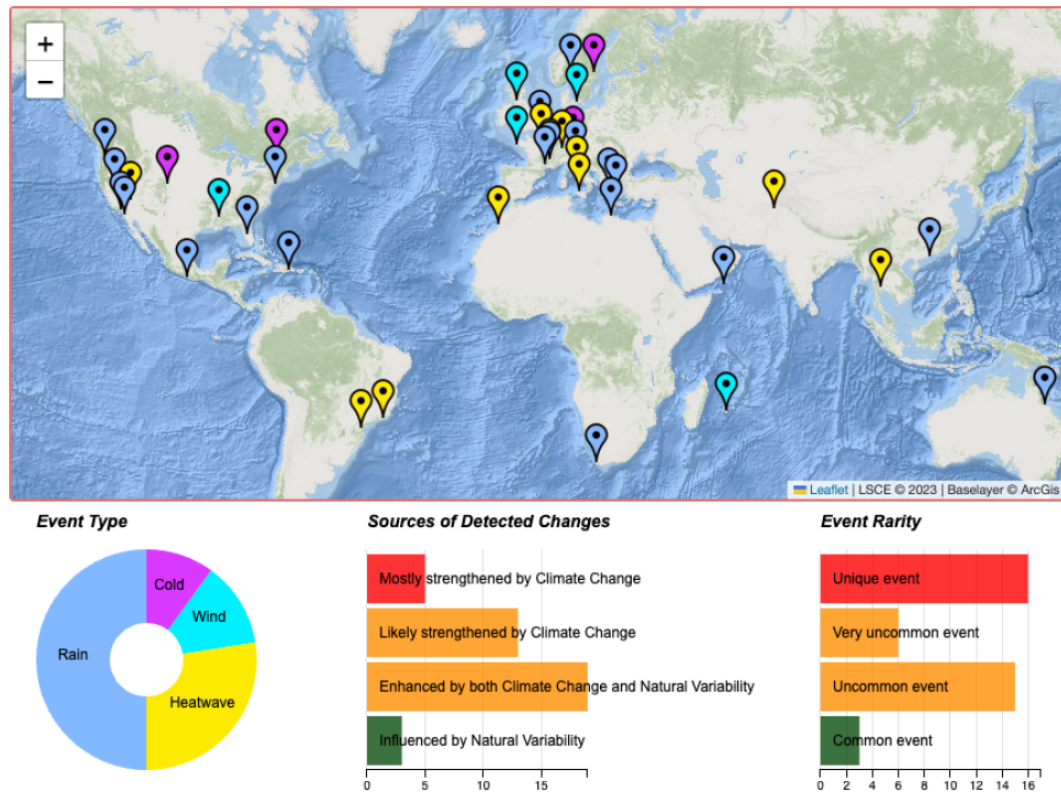 +
−
Leaflet | LSCE © 2023 | Baselayer © ArcGis
Event Type
Sources of Detected Changes
Event Rarity
Cold
Wind
Rain
Heatwave
Mostly strengthened by Climate Change
Likely strengthened by Climate Change
Enhanced by both Climate Change and Natural Variability
Influenced by Natural Variability
0 5 10 15
Unique event
Very uncommon event
Uncommon event
Common event
0 2 4 6 8 10 12 14 16